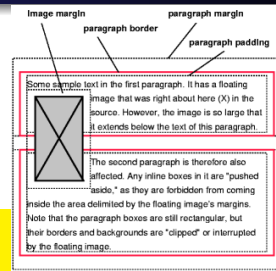 Image margin
paragraph margin
paragraph border
paragraph padding
Some sample text in the first paragraph. It has a floating
image that was right about here (X) in the
source. However, the image is so large that
it extends below the text of this paragraph.
The second paragraph is therefore also
affected. Any inline boxes in it are "pushed
aside," as they are forbidden from coming
inside the area delimited by the floating image's margins.
Note that the paragraph boxes are still rectangular, but
their borders and backgrounds are "clipped" or interrupted
by the floating image.